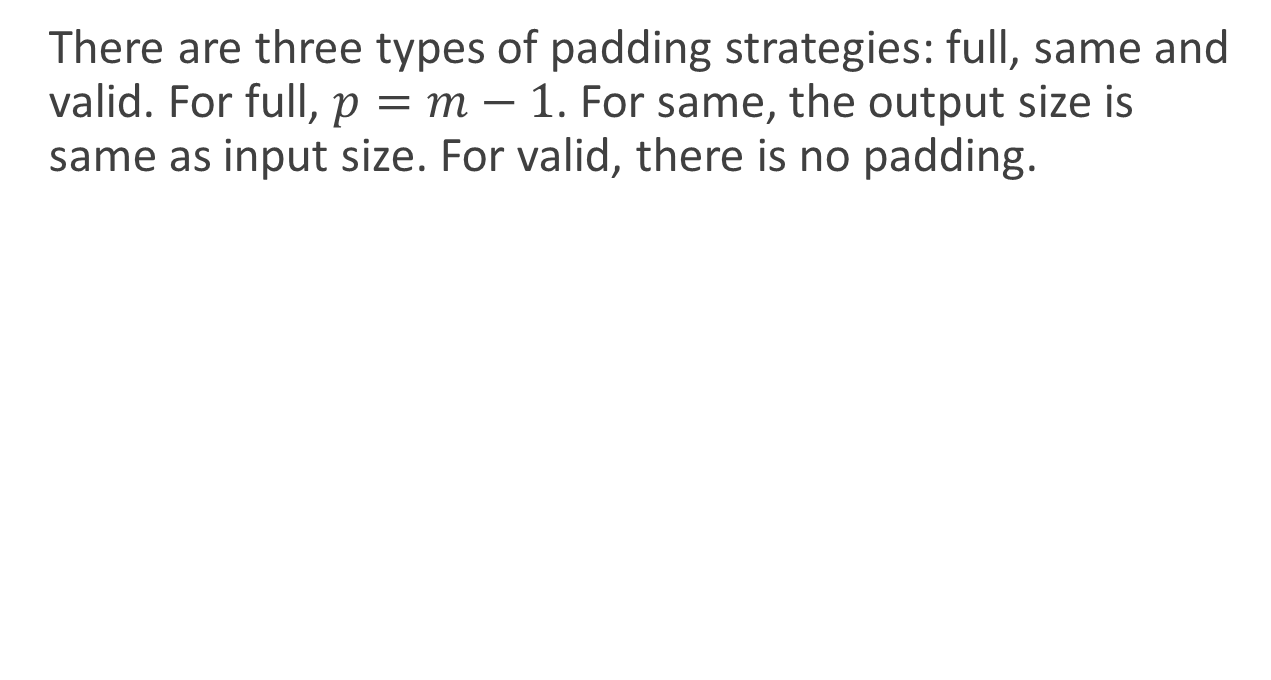 There are three types of padding strategies: full, same and
valid. For full, 𝑝 = 𝑚 − 1. For same, the output size is
same as input size. For valid, there is no padding.